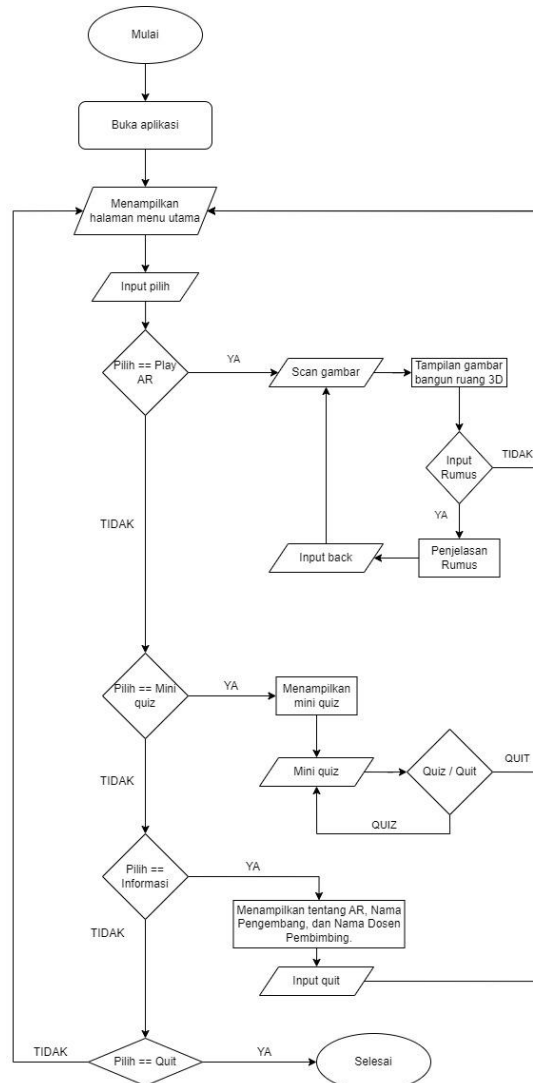 Mulai
Buka aplikasi
Menampilkan
halaman menu utama
Input pilih
Pilih == Play
AR
YA
Scan gambar
Tampilan gambar
bangun ruang 3D
Input
Rumus
TIDAK
YA
Penjelasan
Rumus
Input back
TIDAK
Pilih == Mini
quiz
YA
Menampilkan
mini quiz
Mini quiz
Quiz / Quit
QUIT
QUIZ
TIDAK
Pilih ==
Informasi
YA
Menampilkan tentang AR, Nama
Pengembang, dan Nama Dosen
Pembimbing.
Input quit
TIDAK
Pilih == Quit
TIDAK
YA
Selesai